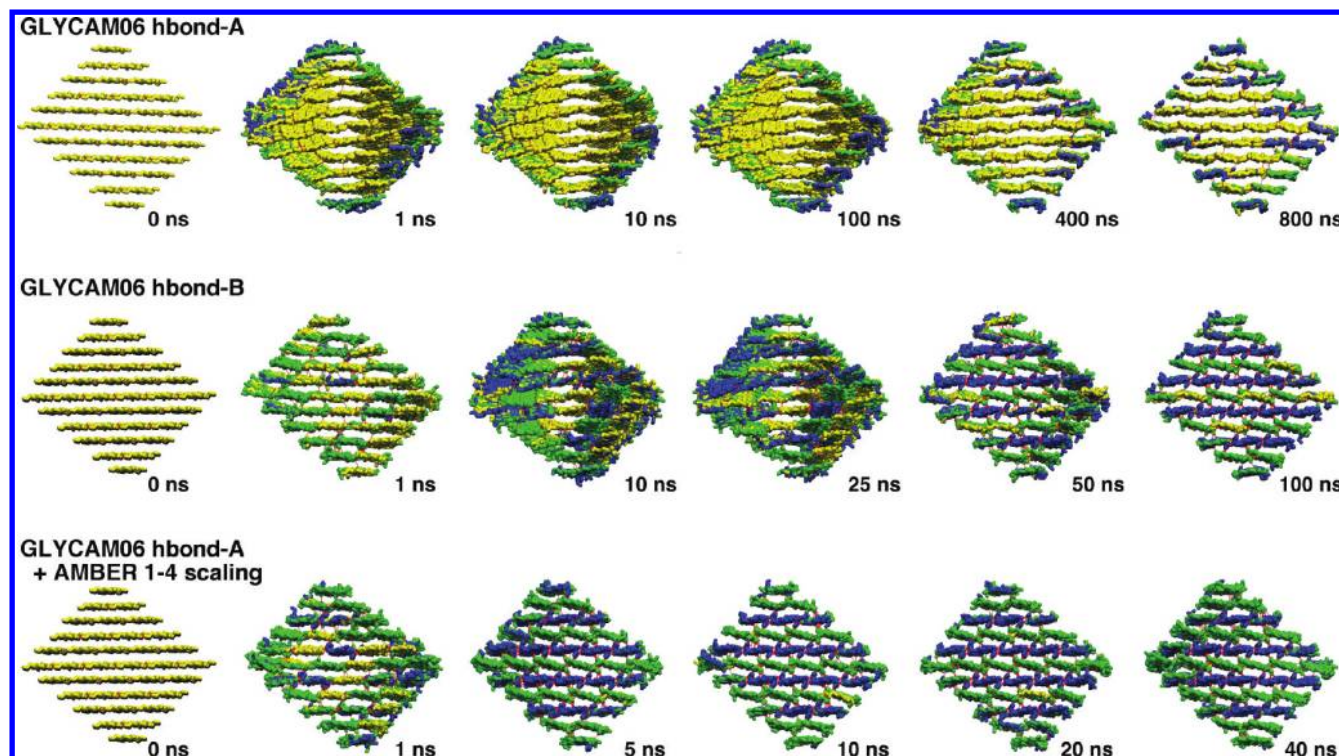 GLYCAM06 hbond-A
0 ns
1 ns
10 ns
100 ns
400 ns
800 ns
GLYCAM06 hbond-B
0 ns
1 ns
10 ns
25 ns
50 ns
100 ns
GLYCAM06 hbond-A
+ AMBER 1-4 scaling
0 ns
1 ns
5 ns
10 ns
20 ns
40 ns